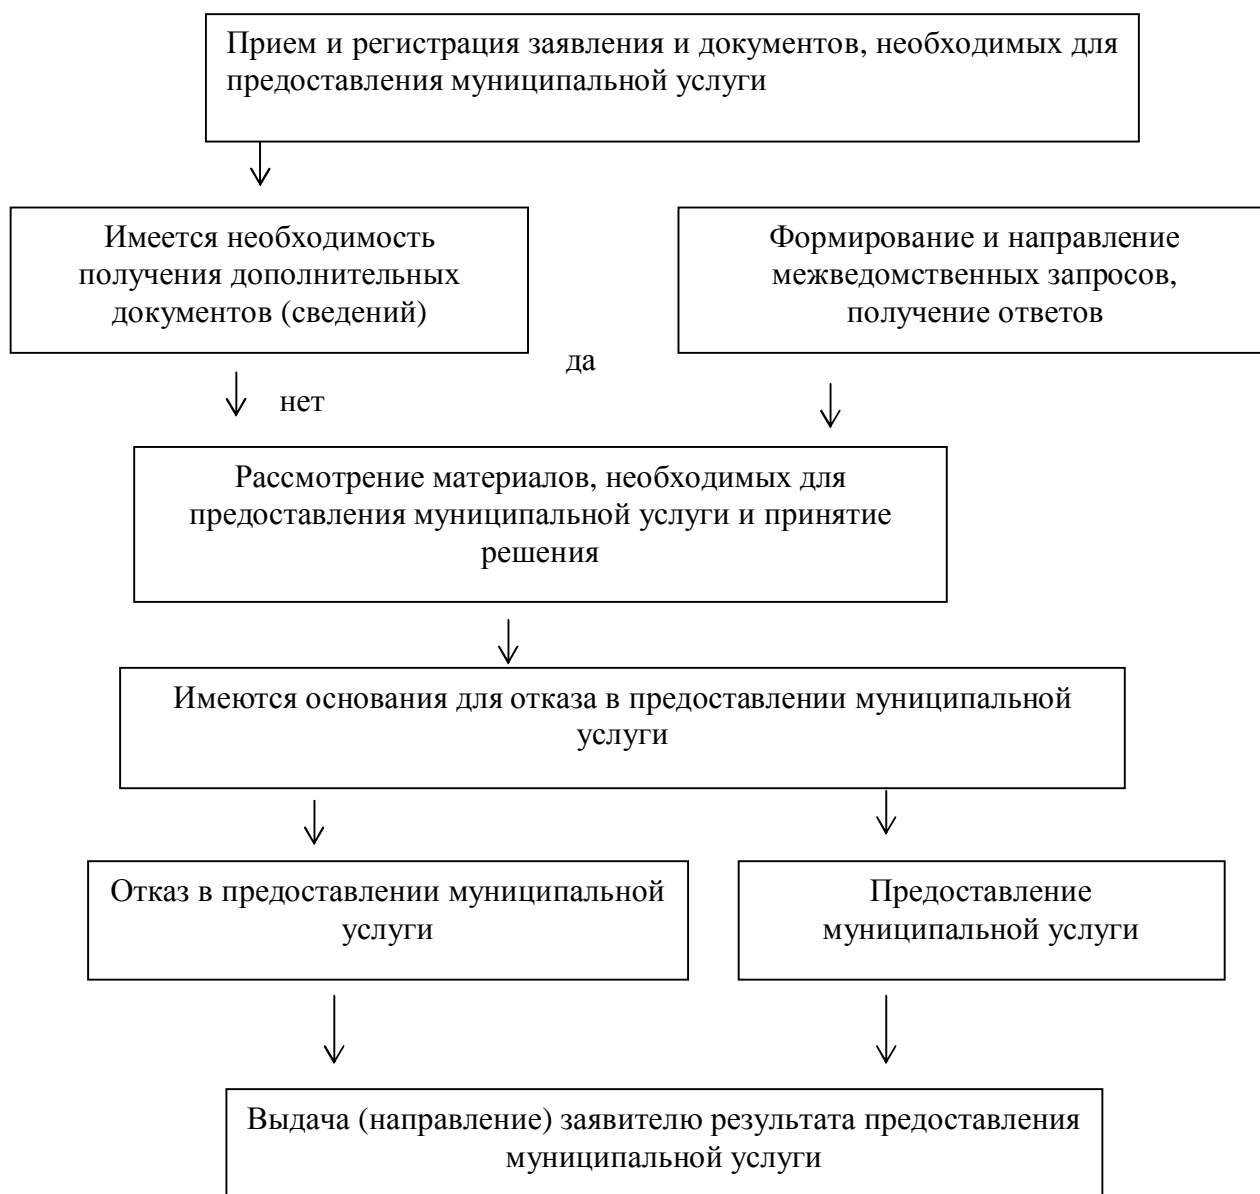 Прием и регистрация заявления и документов, необходимых для
предоставления муниципальной услуги
Имеется необходимость
получения дополнительных
документов (сведений)
Формирование и направление
межведомственных запросов,
получение ответов
да
нет
Рассмотрение материалов, необходимых для
предоставления муниципальной услуги и принятие
решения
Имеются основания для отказа в предоставлении муниципальной
услуги
Отказ в предоставлении муниципальной
услуги
Предоставление
муниципальной услуги
Выдача (направление) заявителю результата предоставления
муниципальной услуги